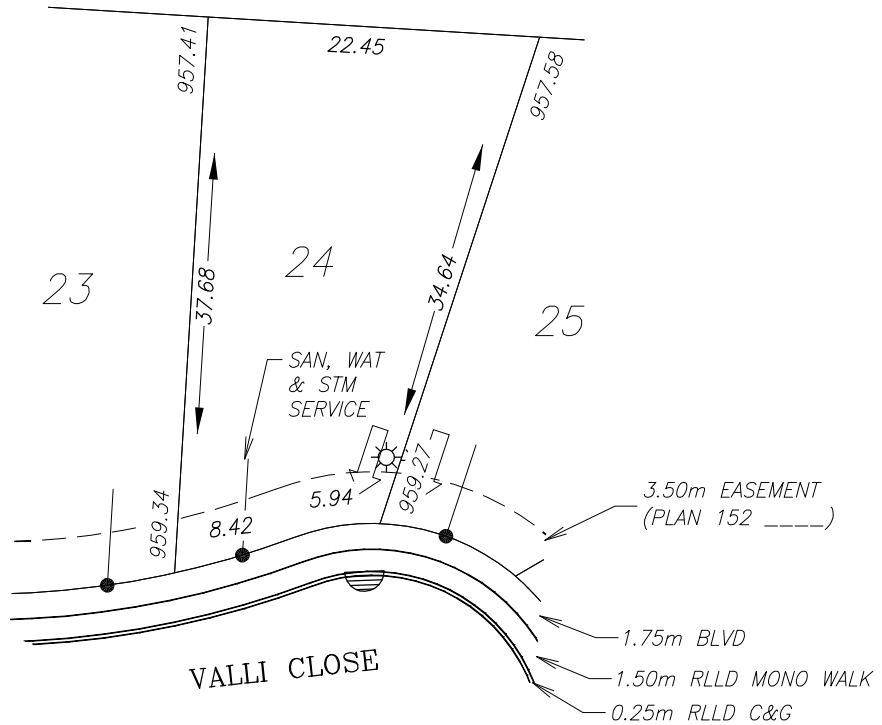 957.41
22.45
957.58
37.68
34.64
23
24
25
SAN, WAT
& STM
SERVICE
959.34
8.42
5.94
959.27
3.50m EASEMENT
(PLAN 152 ____)
1.75m BLVD
1.50m RLLD MONO WALK
0.25m RLLD C&G
VALLI CLOSE